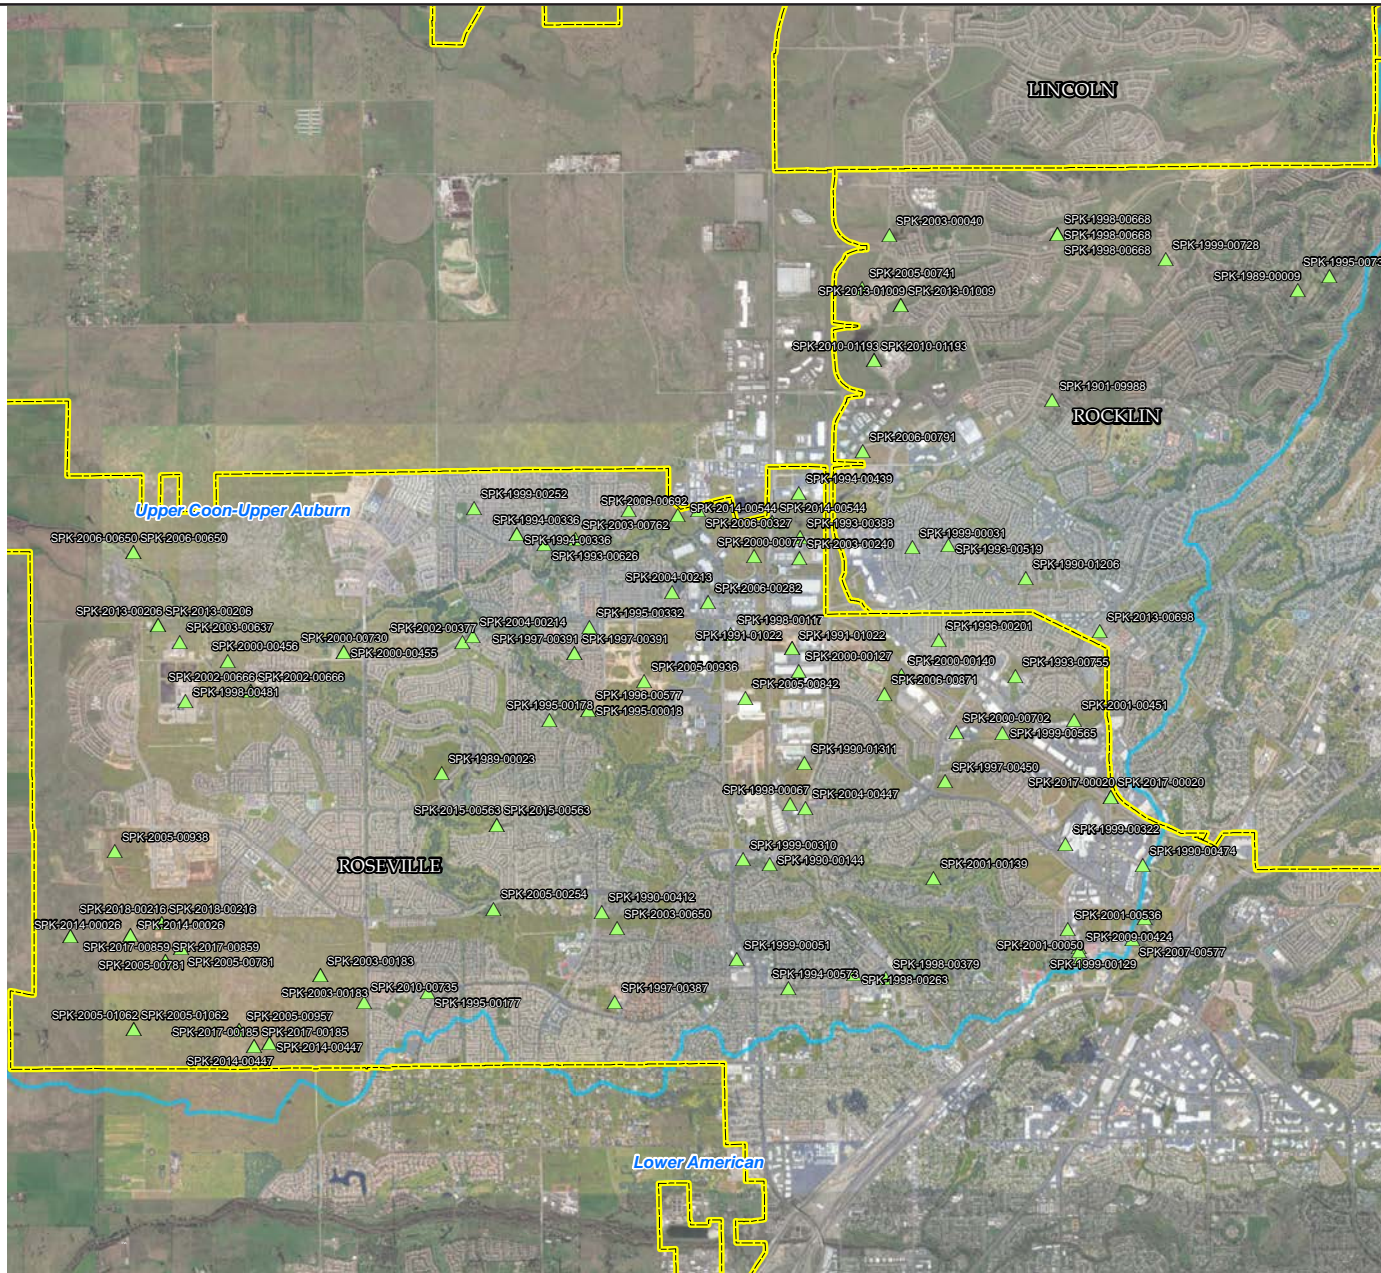 LINCOLN
SPK-2003-00040
SPK-1998-00668
SPK-1998-00668
SPK-1998-00668
SPK-1999-00728
SPK-1995-0073
SPK-1989-00009
SPK-2005-00741
SPK-2013-01009 SPK-2013-01009
SPK-2010-01193 SPK-2010-01193
SPK-1901-09988
ROCKLIN
SPK-2006-00791
SPK-1994-00439
SPK-1999-00252
SPK-2006-00692
Upper Coon-Upper Auburn
SPK-2014-00544 SPK-2014-00544
SPK-2003-00762
SPK-2006-00327
SPK-1993-00388
SPK-1994-00336
SPK-1994-00336
SPK-1993-00626
SPK-2006-00650 SPK-2006-00650
SPK-2000-00077
SPK-2003-00240
SPK-1999-00031
SPK-1993-00519
SPK-1990-01206
SPK-2004-00213
SPK-2006-00282
SPK-2013-00206 SPK-2013-00206
SPK-2003-00637
SPK-2000-00456
SPK-2000-00730
SPK-2000-00455
SPK-2002-00377
SPK-2004-00214
SPK-1995-00332
SPK-1997-00391 SPK-1997-00391
SPK-1998-00117
SPK-1991-01022 SPK-1991-01022
SPK-1996-00201
SPK-2013-00698
SPK-2000-00127
SPK-2005-00936
SPK-2000-00140
SPK-1993-00755
SPK-2002-00666 SPK-2002-00666
SPK-1998-00481
SPK-2005-00842
SPK-2006-00871
SPK-1996-00577
SPK-1995-00178
SPK-1995-00018
SPK-2001-00451
SPK-2000-00702
SPK-1999-00565
SPK-1990-01311
SPK-1989-00023
SPK-1997-00450
SPK-2017-00020 SPK-2017-00020
SPK-1998-00067
SPK-2004-00447
SPK-2015-00563 SPK-2015-00563
SPK-1999-00322
SPK-2005-00938
SPK-1999-00310
SPK-1990-00144
SPK-1990-00474
ROSEVILLE
SPK-2001-00139
SPK-2005-00254
SPK-1990-00412
SPK-2003-00650
SPK-2018-00216 SPK-2018-00216
SPK-2014-00026 SPK-2014-00026
SPK-2001-00536
SPK-2009-00424
SPK-2017-00859 SPK-2017-00859
SPK-2001-00050
SPK-2007-00577
SPK-2005-00781 SPK-2005-00781
SPK-1999-00051
SPK-1999-00129
SPK-2003-00183
SPK-1994-00573
SPK-1998-00379
SPK-1998-00263
SPK-2003-00183
SPK-2010-00735
SPK-1995-00177
SPK-1997-00387
SPK-2005-01062 SPK-2005-01062
SPK-2005-00957
SPK-2017-00185 SPK-2017-00185
SPK-2014-00447
SPK-2014-00447
Lower American